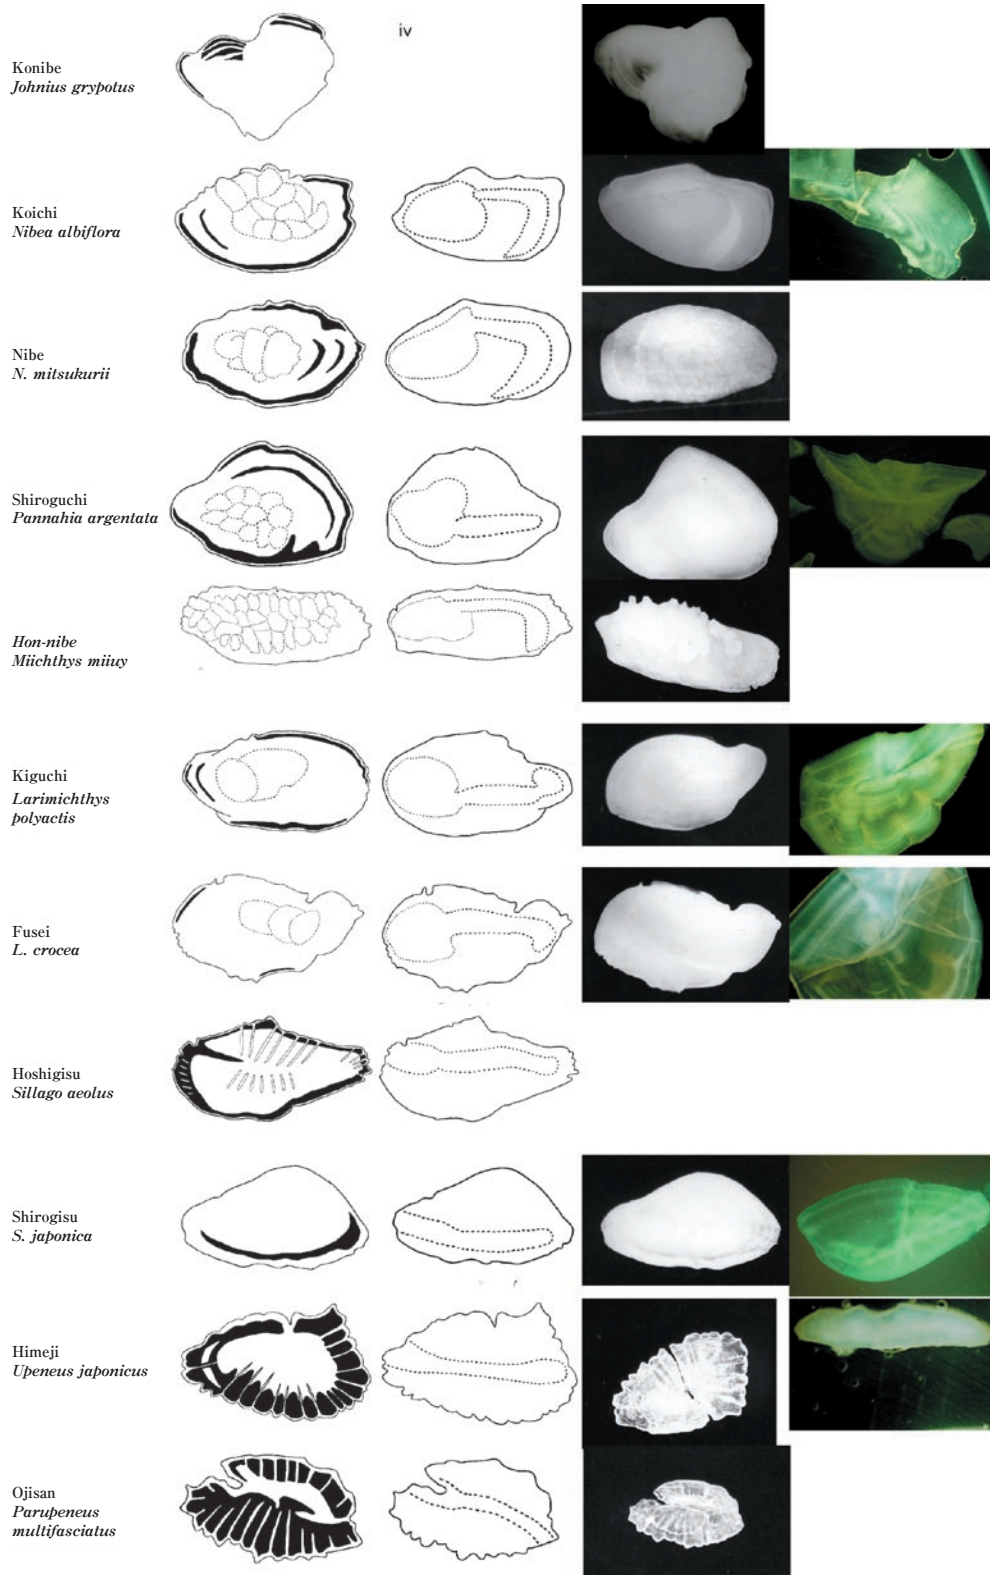 iv
Konibe
Johnius grypotus
Koichi
Nibea albiflora
Nibe
N. mitsukurii
Shiroguchi
Pannahia argentata
Hon-nibe
Miichthys miiuy
Kiguchi
Larimichthys
polyactis
Fusei
L. crocea
Hoshigisu
Sillago aeolus
Shirogisu
S. japonica
Himeji
Upeneus japonicus
Ojisan
Parupeneus
multifasciatus